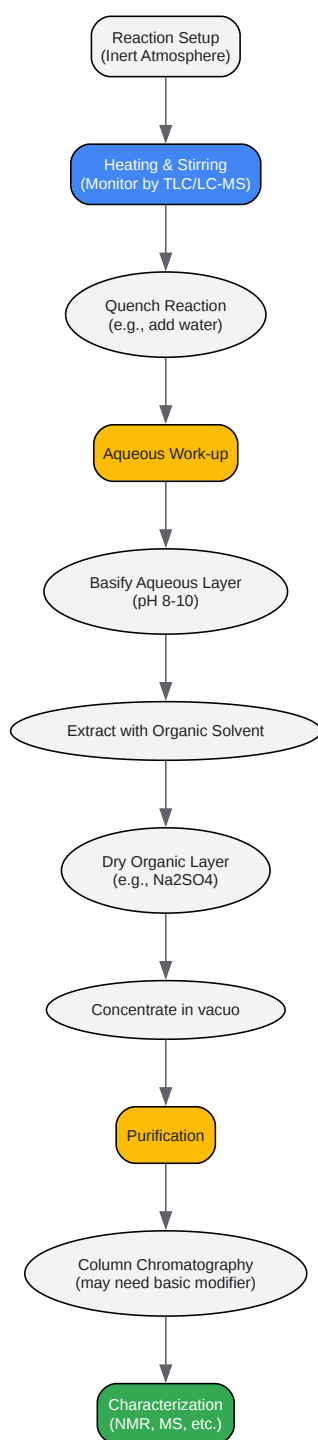 Reaction Setup
(Inert Atmosphere)
Heating & Stirring
(Monitor by TLC/LC-MS)
Quench Reaction
(e.g., add water)
Aqueous Work-up
Basify Aqueous Layer
(pH 8-10)
Extract with Organic Solvent
Dry Organic Layer
(e.g., Na2SO4)
Concentrate in vacuo
Purification
Column Chromatography
(may need basic modifier)
Characterization
(NMR, MS, etc.)